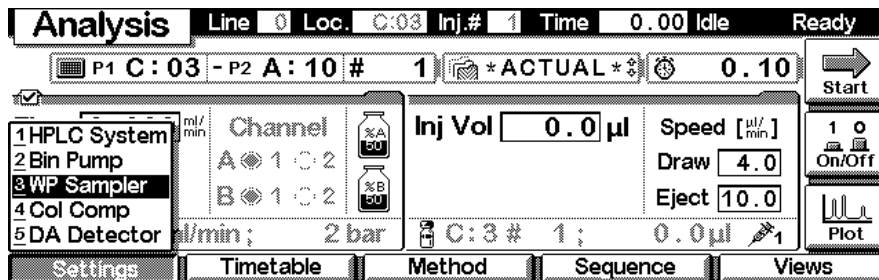 Analysis Line 0 Loc. C:03 Inj.# 1 Time 0.00 Idle Ready
P1 C:03 - P2 A:10 # 1 *ACTUAL* 0.10
Start
ml/min Channel %A 50 Inj Vol 0.0 µl Speed [µl/min]
1 HPLC System
2 Bin Pump A 1 2 Draw 4.0
1 0
On/Off
3 WP Sampler
4 Col Comp B 1 2 %B 50 Eject 10.0
5 DA Detector l/min ; 2 bar C:3 # 1 ; 0.0µl 1
Plot
Settings Timetable Method Sequence Views